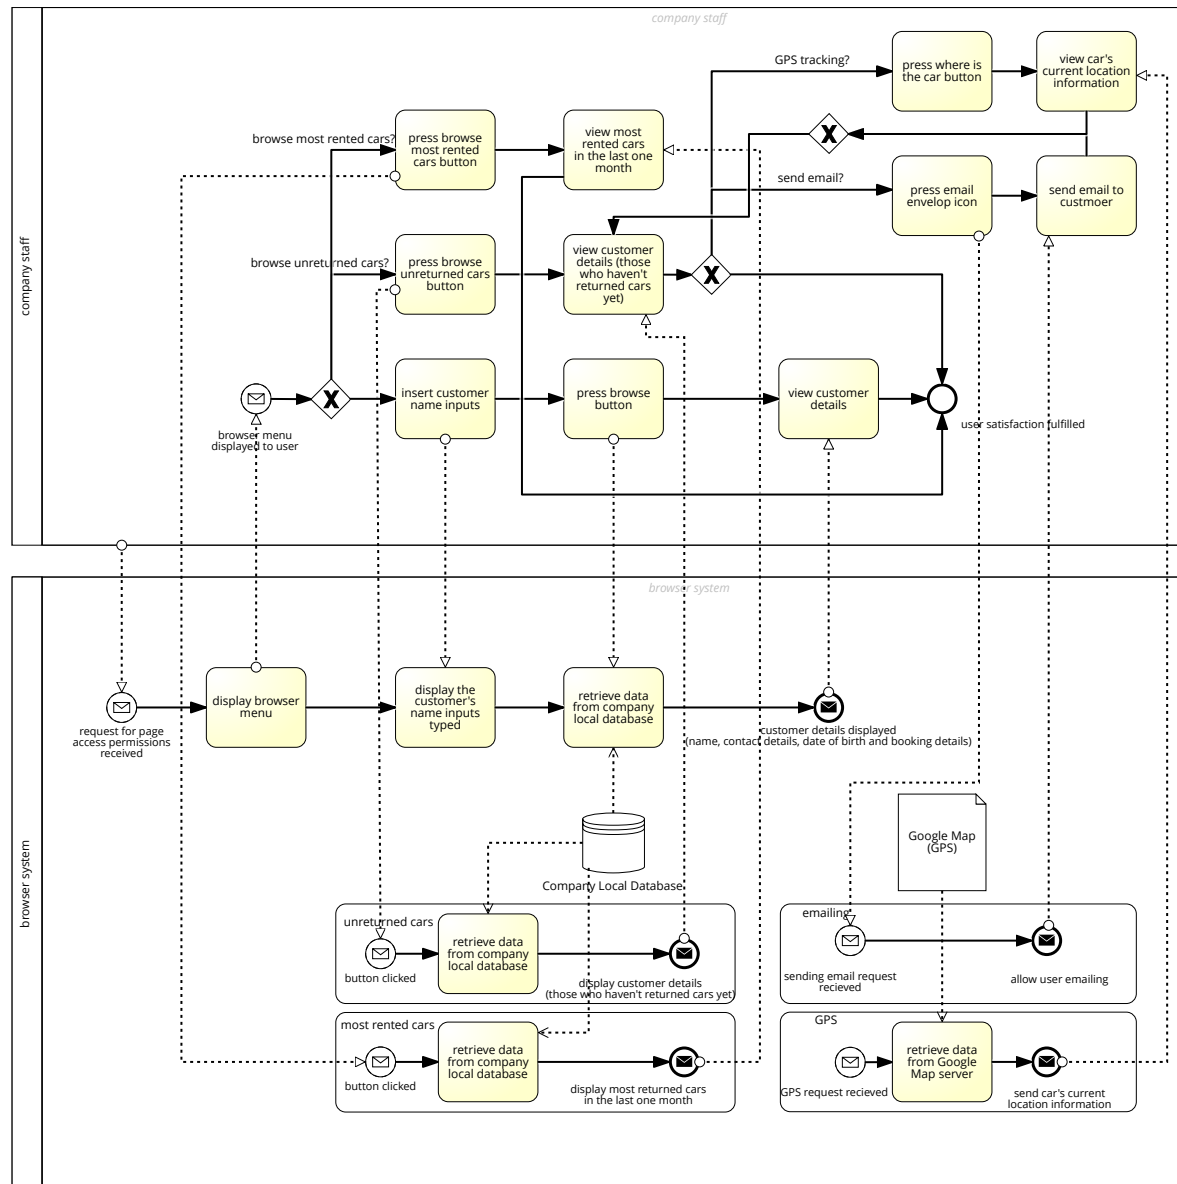 company staff
company staff
GPS tracking?
press where is
the car button
view car's
current location
information
browse most rented cars?
press browse
most rented
cars button
view most
rented cars
in the last one
month
send email?
press email
envelop icon
send email to
custmoer
browse unreturned cars?
press browse
unreturned cars
button
view customer
details (those
who haven't
returned cars
yet)
insert customer
name inputs
press browse
button
view customer
details
browser menu
displayed to user
user satisfaction fulfilled
browser system
browser system
request for page
access permissions
received
display browser
menu
display the
customer's
name inputs
typed
retrieve data
from company
local database
customer details displayed
(name, contact details, date of birth and booking details)
Company Local Database
Google Map
(GPS)
unreturned cars
button clicked
retrieve data
from company
local database
display customer details
(those who haven't returned cars yet)
emailing
sending email request
recieved
allow user emailing
most rented cars
button clicked
retrieve data
from company
local database
display most returned cars
in the last one month
GPS
GPS request recieved
retrieve data
from Google
Map server
send car's current
location information